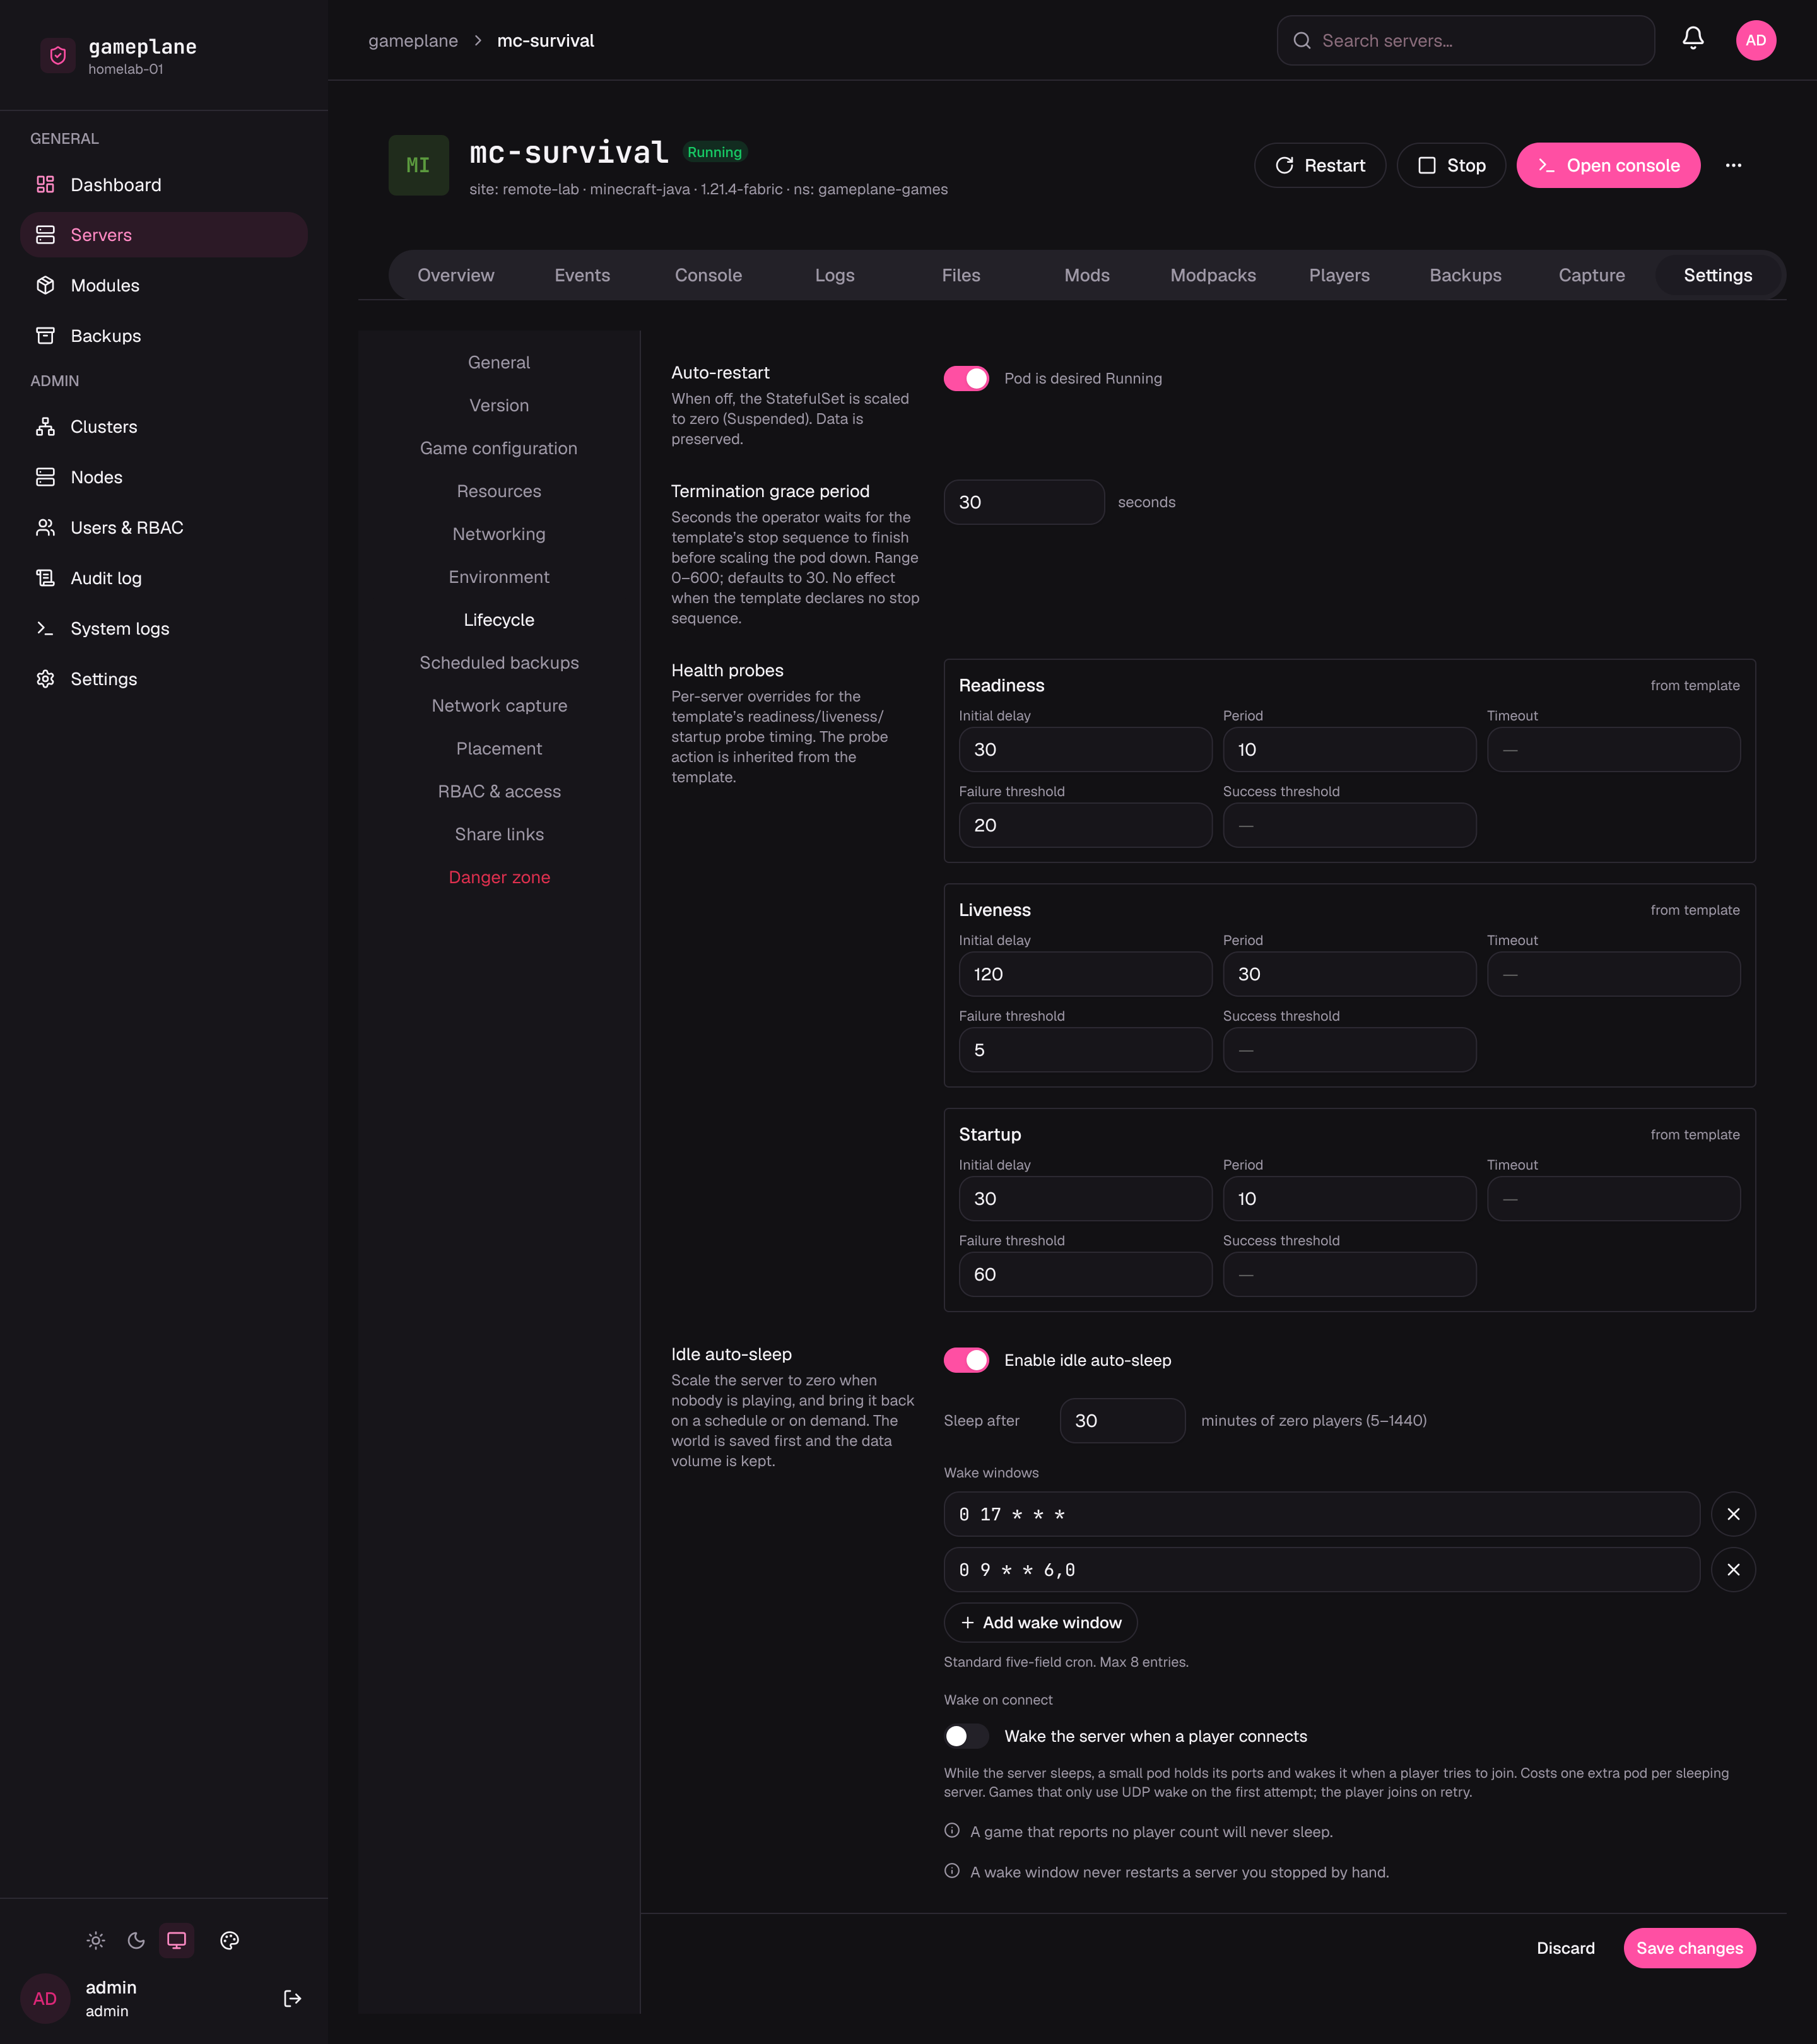 gameplane
homelab-01
GENERAL
Dashboard
Servers
Modules
Backups
ADMIN
Clusters
Nodes
Users & RBAC
Audit log
System logs
Settings
AD
admin
admin
gameplane
mc-survival
Search servers...
AD
MI
mc-survival
Running
site: remote-lab · minecraft-java · 1.21.4-fabric · ns: gameplane-games
Restart
Stop
Open console
Overview
Events
Console
Logs
Files
Mods
Modpacks
Players
Backups
Capture
Settings
General
Version
Game configuration
Resources
Networking
Environment
Lifecycle
Scheduled backups
Network capture
Placement
RBAC & access
Share links
Danger zone
Auto-restart
When off, the StatefulSet is scaled
to zero (Suspended). Data is
preserved.
Pod is desired Running
Termination grace period
Seconds the operator waits for the
template's stop sequence to finish
before scaling the pod down. Range
0–600; defaults to 30. No effect
when the template declares no stop
sequence.
30
seconds
Health probes
Per-server overrides for the
template's readiness/liveness/
startup probe timing. The probe
action is inherited from the
template.
Readiness
from template
Initial delay
Period
Timeout
30
10
—
Failure threshold
Success threshold
20
—
Liveness
from template
Initial delay
Period
Timeout
120
30
—
Failure threshold
Success threshold
5
—
Startup
from template
Initial delay
Period
Timeout
30
10
—
Failure threshold
Success threshold
60
—
Idle auto-sleep
Scale the server to zero when
nobody is playing, and bring it back
on a schedule or on demand. The
world is saved first and the data
volume is kept.
Enable idle auto-sleep
Sleep after
30
minutes of zero players (5–1440)
Wake windows
0 17 * * *
0 9 * * 6,0
Add wake window
Standard five-field cron. Max 8 entries.
Wake on connect
Wake the server when a player connects
While the server sleeps, a small pod holds its ports and wakes it when a player tries to join. Costs one extra pod per sleeping
server. Games that only use UDP wake on the first attempt; the player joins on retry.
A game that reports no player count will never sleep.
A wake window never restarts a server you stopped by hand.
Discard
Save changes